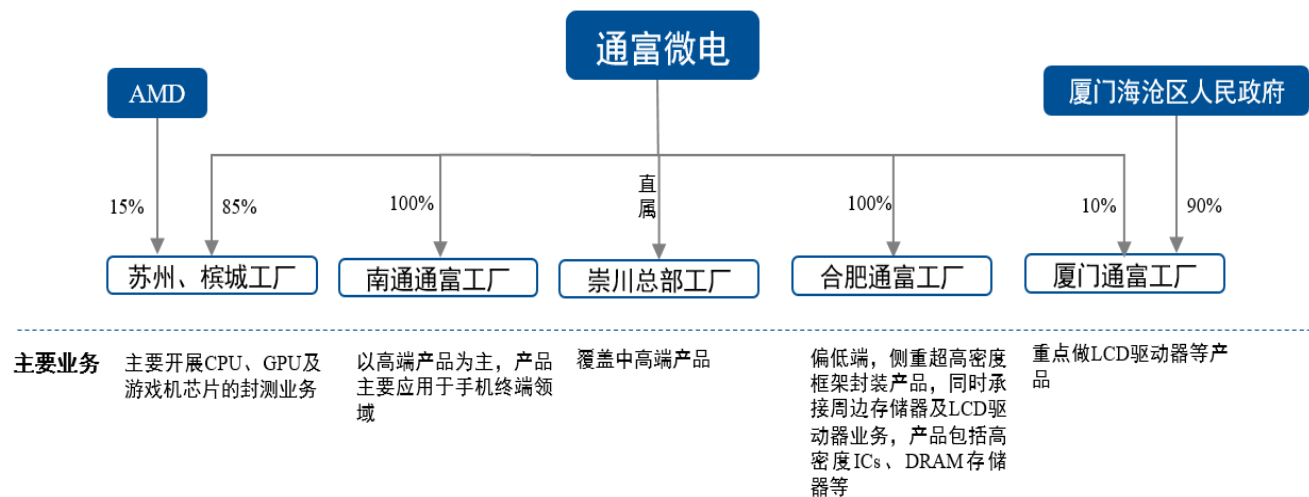 通富微电
AMD
厦门海沧区人民政府
15%
85%
100%
直
属
100%
10%
90%
苏州、槟城工厂
南通通富工厂
崇川总部工厂
合肥通富工厂
厦门通富工厂
主要业务
主要开展CPU、GPU及
游戏机芯片的封测业务
以高端产品为主，产品
主要应用于手机终端领
域
覆盖中高端产品
偏低端，侧重超高密度
框架封装产品，同时承
接周边存储器及LCD驱
动器业务，产品包括高
密度ICs、DRAM存储
器等
重点做LCD驱动器等产
品